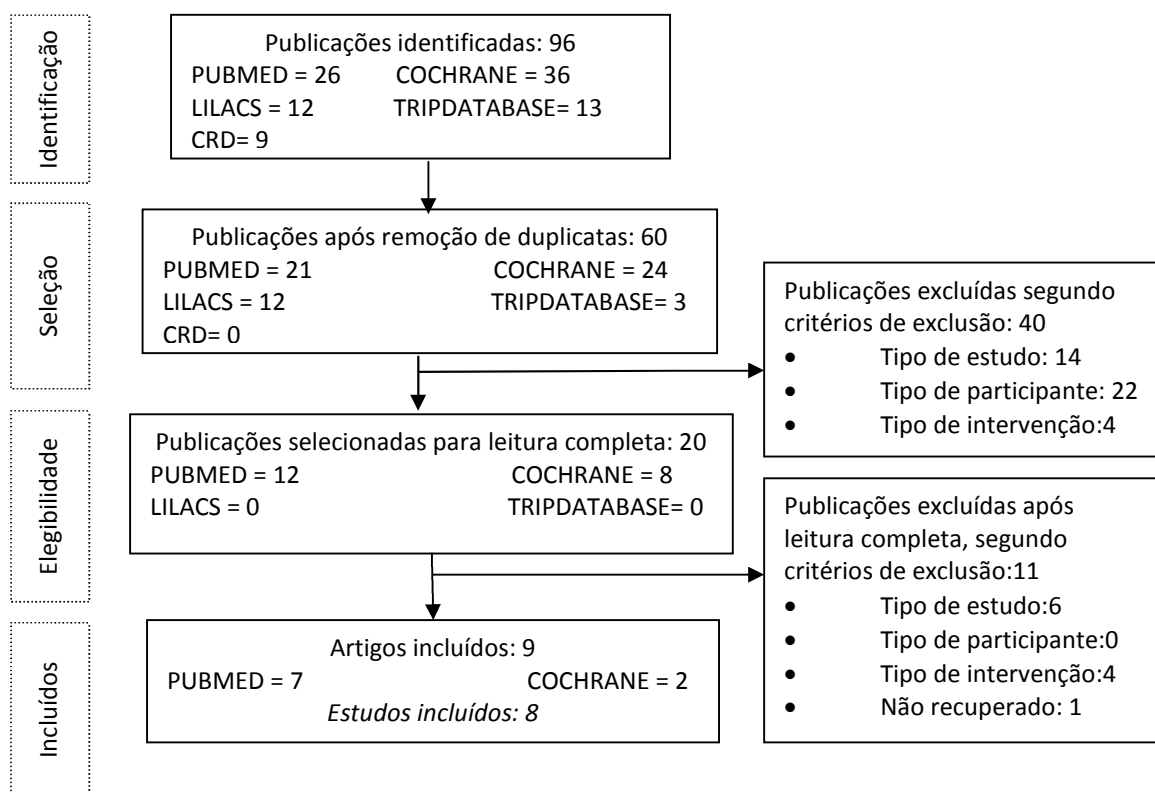 Identificação
Publicações identificadas: 96
PUBMED = 26 COCHRANE = 36
LILACS = 12 TRIPDATABASE= 13
CRD= 9
Seleção
Publicações após remoção de duplicatas: 60
PUBMED = 21 COCHRANE = 24
LILACS = 12 TRIPDATABASE= 3
CRD= 0
Publicações excluídas segundo
critérios de exclusão: 40
• Tipo de estudo: 14
• Tipo de participante: 22
• Tipo de intervenção:4
Elegibilidade
Publicações selecionadas para leitura completa: 20
PUBMED = 12 COCHRANE = 8
LILACS = 0 TRIPDATABASE= 0
Publicações excluídas após
leitura completa, segundo
critérios de exclusão:11
• Tipo de estudo:6
• Tipo de participante:0
• Tipo de intervenção:4
• Não recuperado: 1
Incluídos
Artigos incluídos: 9
PUBMED = 7 COCHRANE = 2
Estudos incluídos: 8